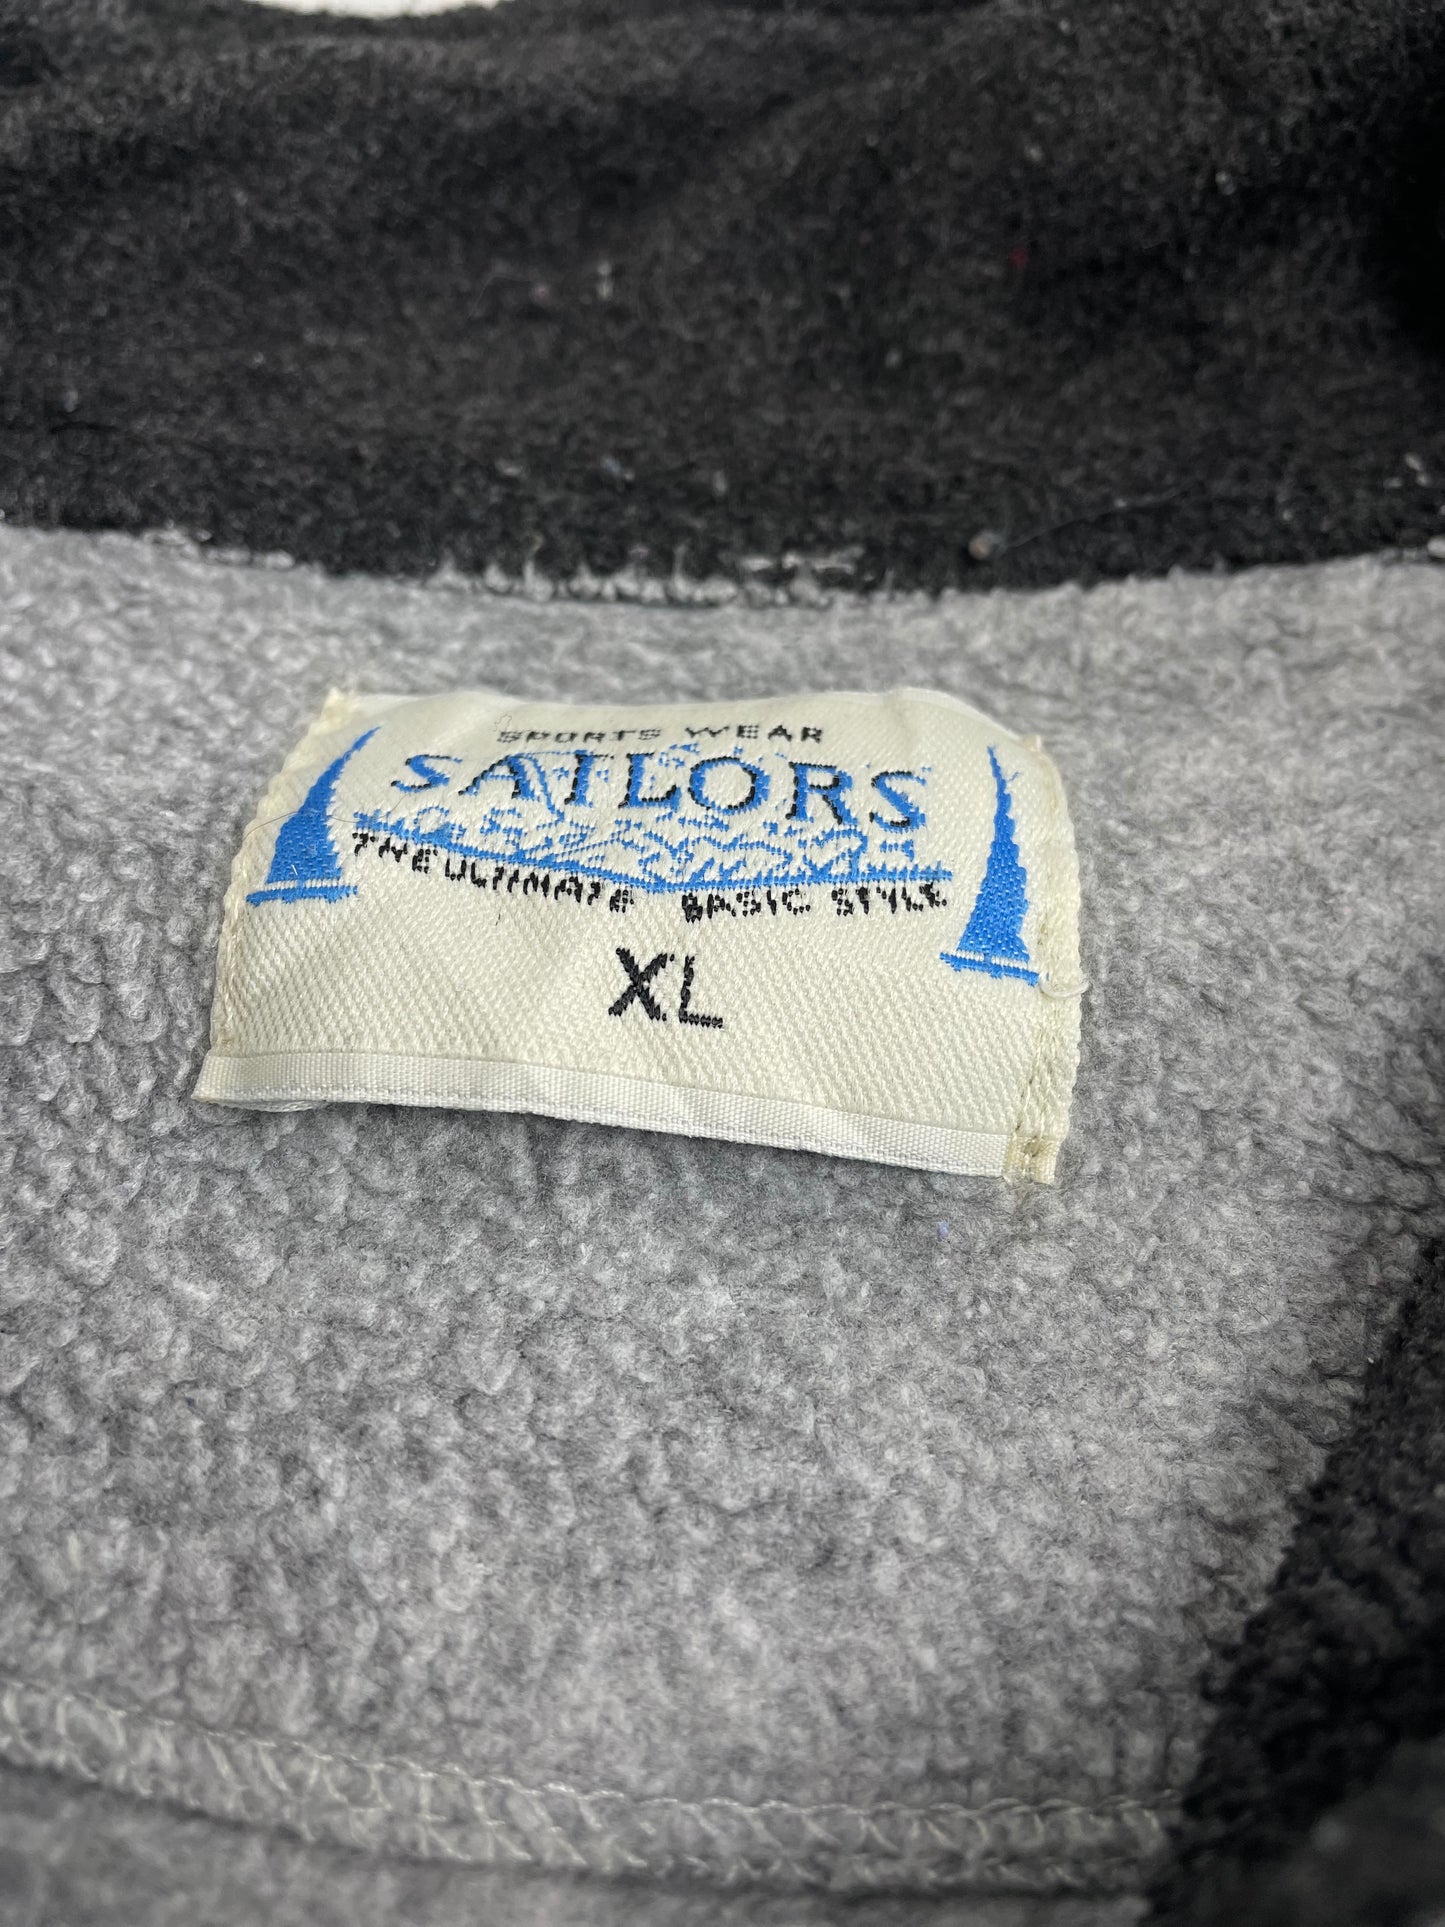 SPORTS WEAR
SAILORS
THE ULTIMATE BASIC STYLE
XL